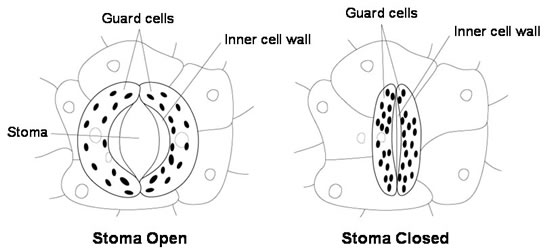 Guard cells
Inner cell wall
Stoma
Stoma Open
Guard cells
Inner cell wall
Stoma Closed